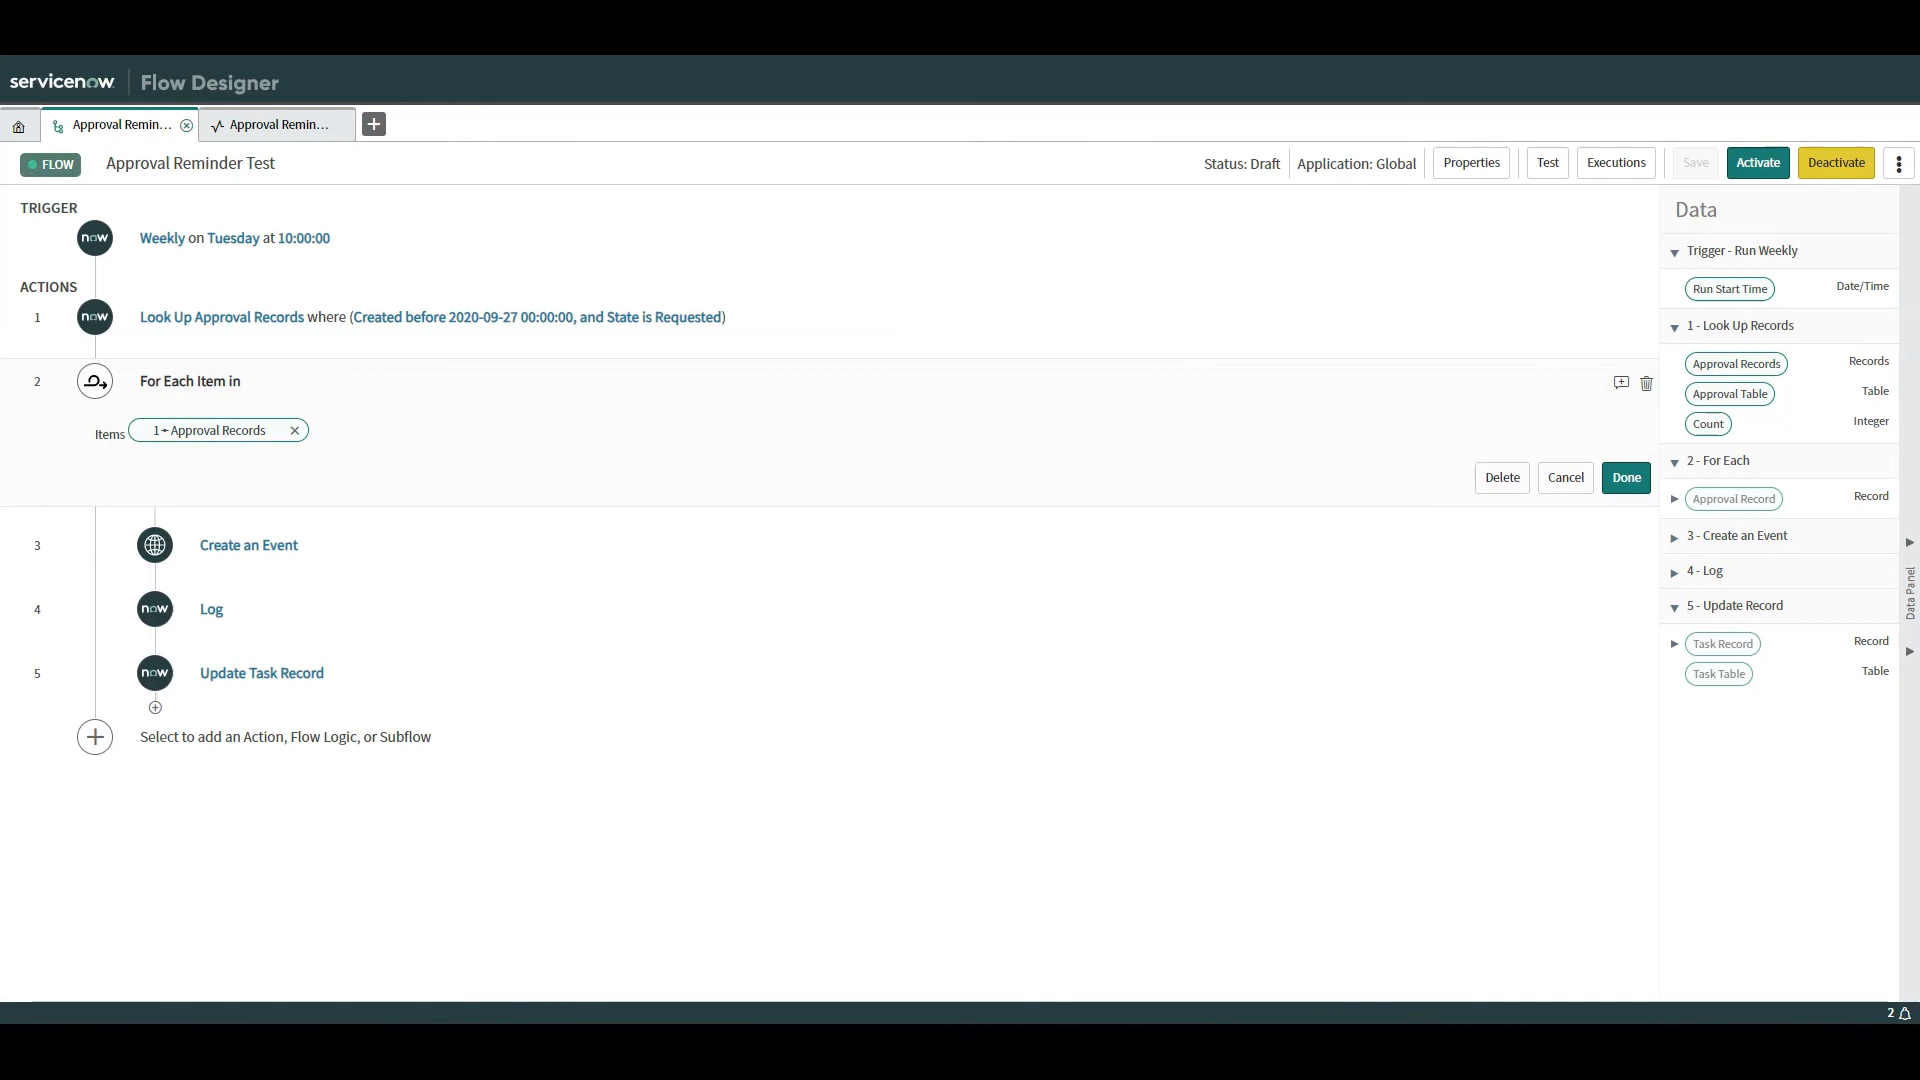 servicenow Flow Designer
Approval Remin... Approval Remin...
FLOW Approval Reminder Test Status: Draft Application: Global Properties Test Executions Save Activate Deactivate
TRIGGER
now Weekly on Tuesday at 10:00:00
ACTIONS
1 now Look Up Approval Records where (Created before 2020-09-27 00:00:00, and State is Requested)
2 For Each Item in
Items 1➛Approval Records
Delete Cancel Done
3 Create an Event
4 now Log
5 now Update Task Record
Select to add an Action, Flow Logic, or Subflow
Data
Trigger - Run Weekly
Run Start Time Date/Time
1 - Look Up Records
Approval Records Records
Approval Table Table
Count Integer
2 - For Each
Approval Record Record
3 - Create an Event
4 - Log
5 - Update Record
Task Record Record
Task Table Table
Data Panel
2